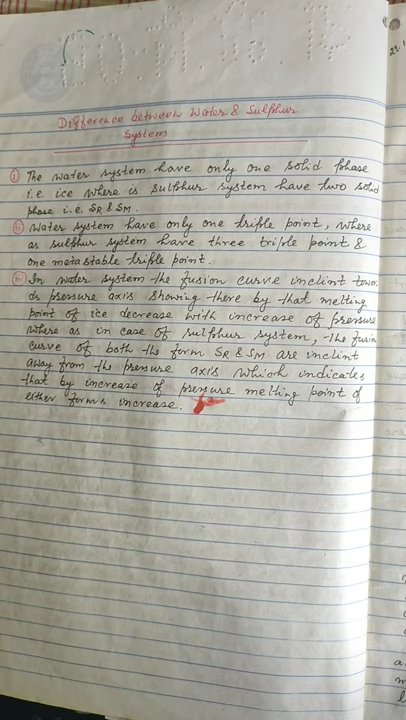 Difference between Water & Sulphur
System
(i) The water system have only one solid phase
i.e. ice where is sulphur system have two solid
phase i.e. SR & SM.
(ii) Water system have only one triple point, where
as sulphur system have three triple point &
one metastable triple point.
(iii) In water system the fusion curve inclint towar
ds pressure axis showing there by that melting
point of ice decrease with increase of pressure
where as in case of sulphur system, the fusion
curve of both the form SR & SM are inclint
away from the pressure axis which indicates
that by increase of pressure melting point of
either forms increase.